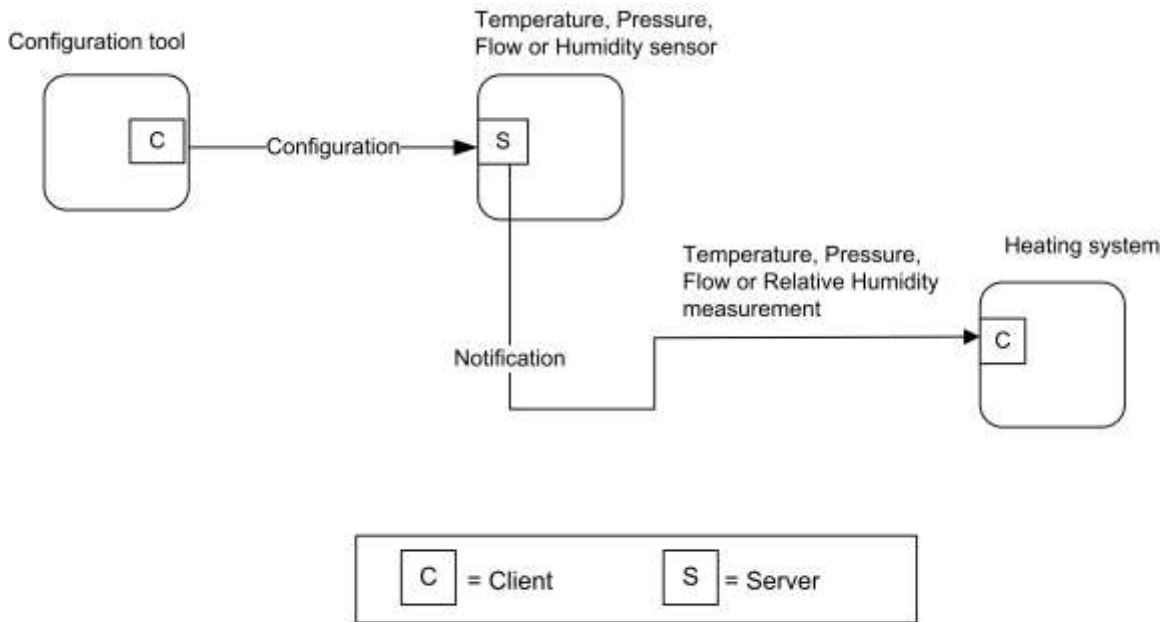 Configuration tool
Temperature, Pressure,
Flow or Humidity sensor
C
Configuration
S
Temperature, Pressure,
Flow or Relative Humidity
measurement
Heating system
C
Notification
C = Client
S = Server